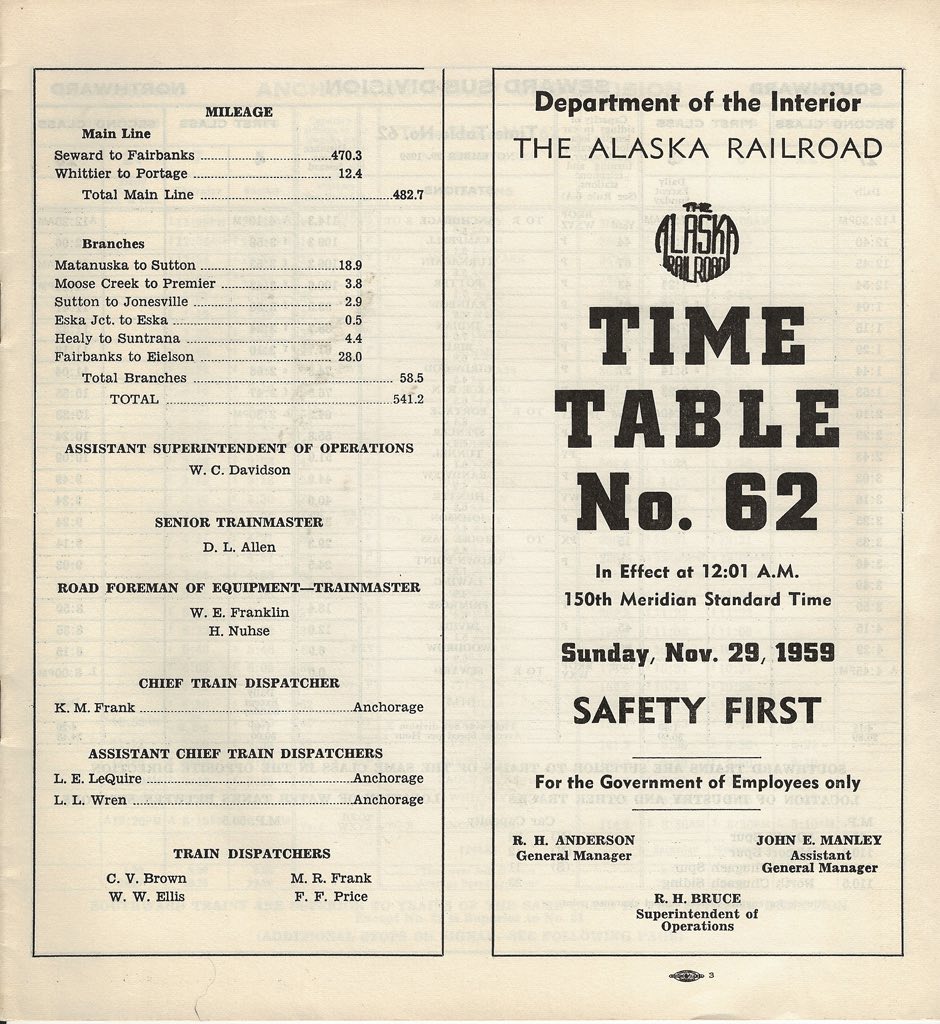 MILEAGE
Main Line
Seward to Fairbanks 470.3
Whittier to Portage 12.4
Total Main Line 482.7
Branches
Matanuska to Sutton 18.9
Moose Creek to Premier 3.8
Sutton to Jonesville 2.9
Eska Jct. to Eska 0.5
Healy to Suntrana 4.4
Fairbanks to Eielson 28.0
Total Branches 58.5
TOTAL 541.2
ASSISTANT SUPERINTENDENT OF OPERATIONS
W. C. Davidson
SENIOR TRAINMASTER
D. L. Allen
ROAD FOREMAN OF EQUIPMENT—TRAINMASTER
W. E. Franklin
H. Nuhse
CHIEF TRAIN DISPATCHER
K. M. Frank Anchorage
ASSISTANT CHIEF TRAIN DISPATCHERS
L. E. LeQuire Anchorage
L. L. Wren Anchorage
TRAIN DISPATCHERS
C. V. Brown M. R. Frank
W. W. Ellis F. F. Price
Department of the Interior
THE ALASKA RAILROAD
THE
ALASKA
RAILROAD
TIME
TABLE
No. 62
In Effect at 12:01 A.M.
150th Meridian Standard Time
Sunday, Nov. 29, 1959
SAFETY FIRST
For the Government of Employees only
R. H. ANDERSON
General Manager
JOHN E. MANLEY
Assistant
General Manager
R. H. BRUCE
Superintendent of
Operations
3